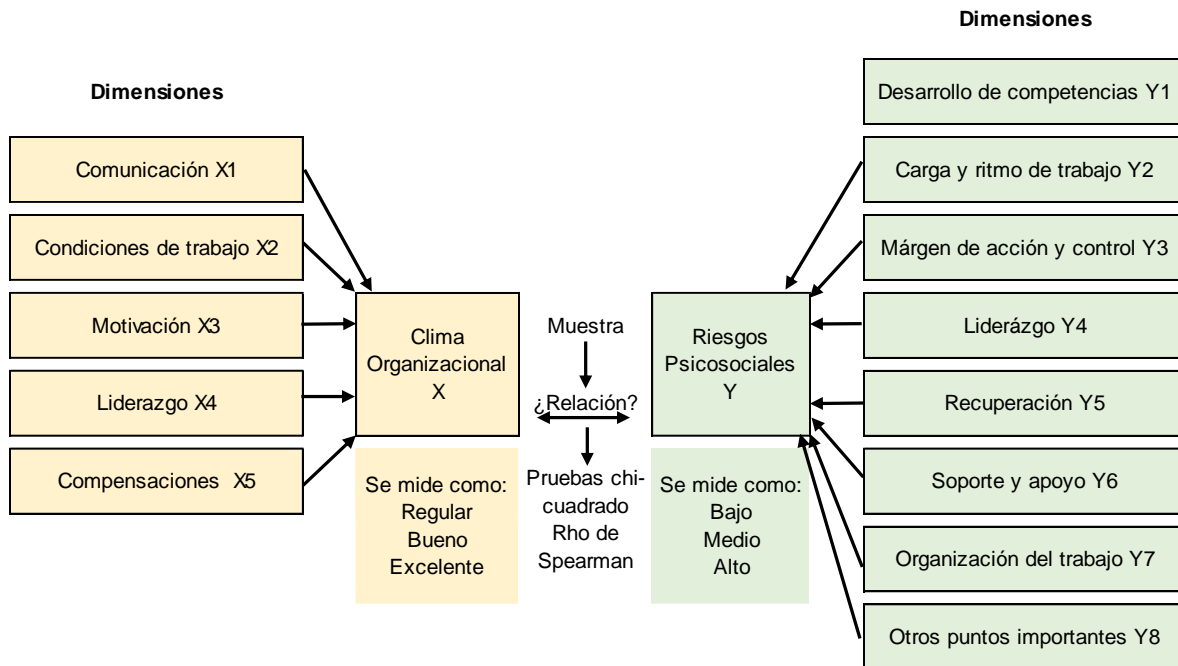 Dimensiones
Comunicación X1
Condiciones de trabajo X2
Motivación X3
Liderazgo X4
Compensaciones X5
Clima
Organizacional
X
Se mide como:
Regular
Bueno
Excelente
Muestra
¿Relación?
Pruebas chi-
cuadrado
Rho de
Spearman
Riesgos
Psicosociales
Y
Se mide como:
Bajo
Medio
Alto
Dimensiones
Desarrollo de competencias Y1
Carga y ritmo de trabajo Y2
Márgen de acción y control Y3
Liderázgo Y4
Recuperación Y5
Soporte y apoyo Y6
Organización del trabajo Y7
Otros puntos importantes Y8